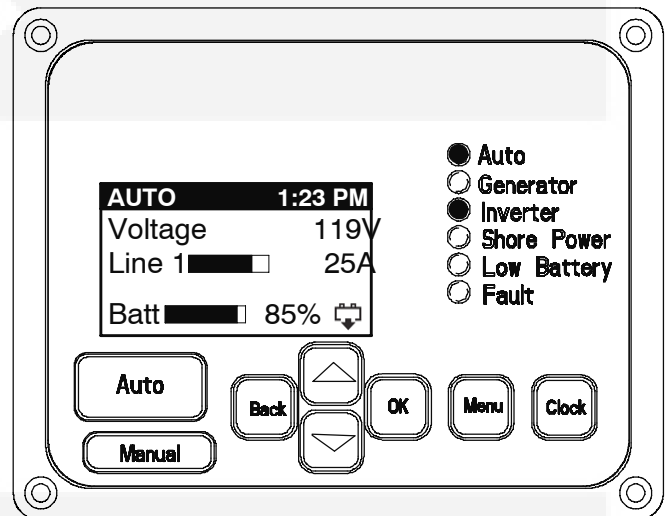 AUTO 1:23 PM
Voltage 119V
Line 1 25A
Batt 85%
Auto
Generator
Inverter
Shore Power
Low Battery
Fault
Auto
Manual
Back
OK
Menu
Clock